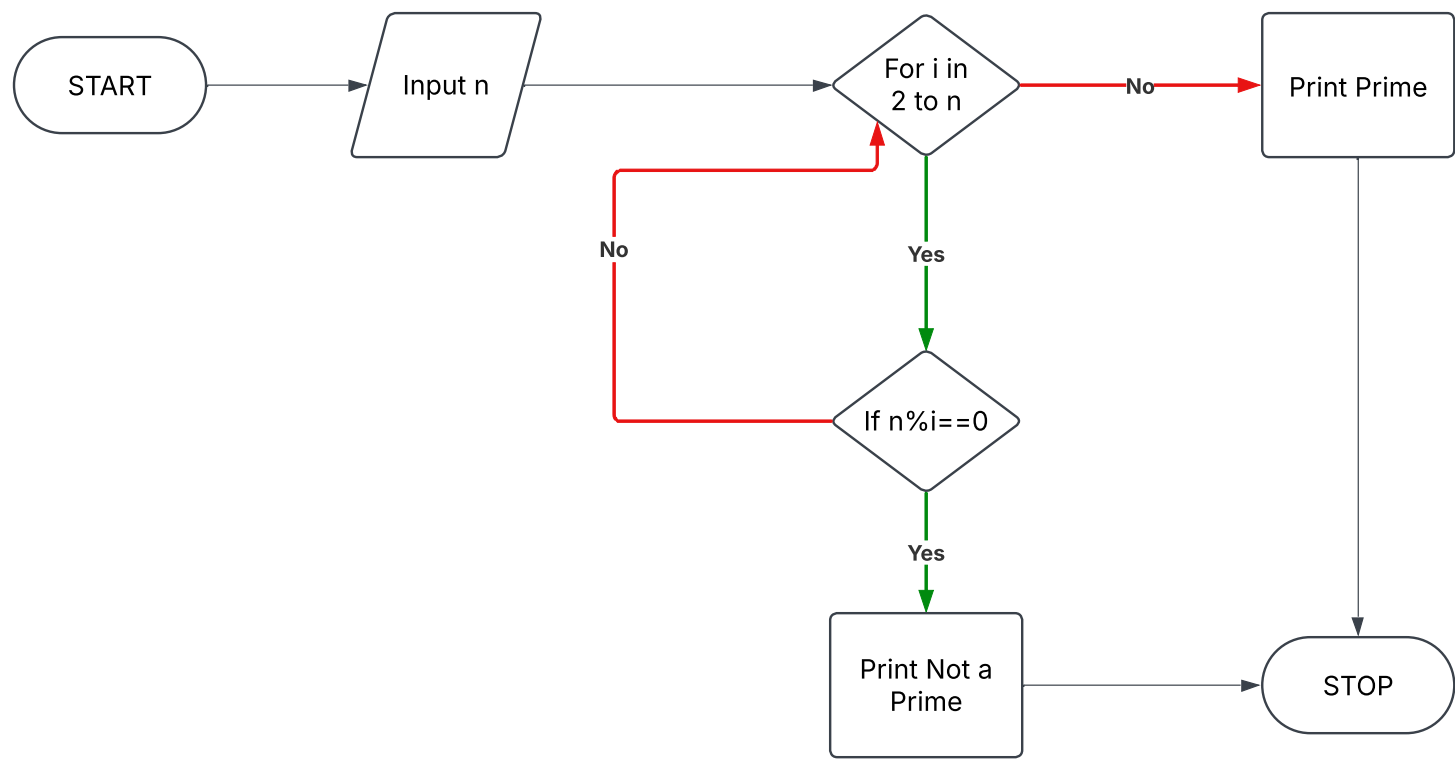 START
Input n
For i in
2 to n
No
Print Prime
No
Yes
If n%i==0
Yes
Print Not a
Prime
STOP